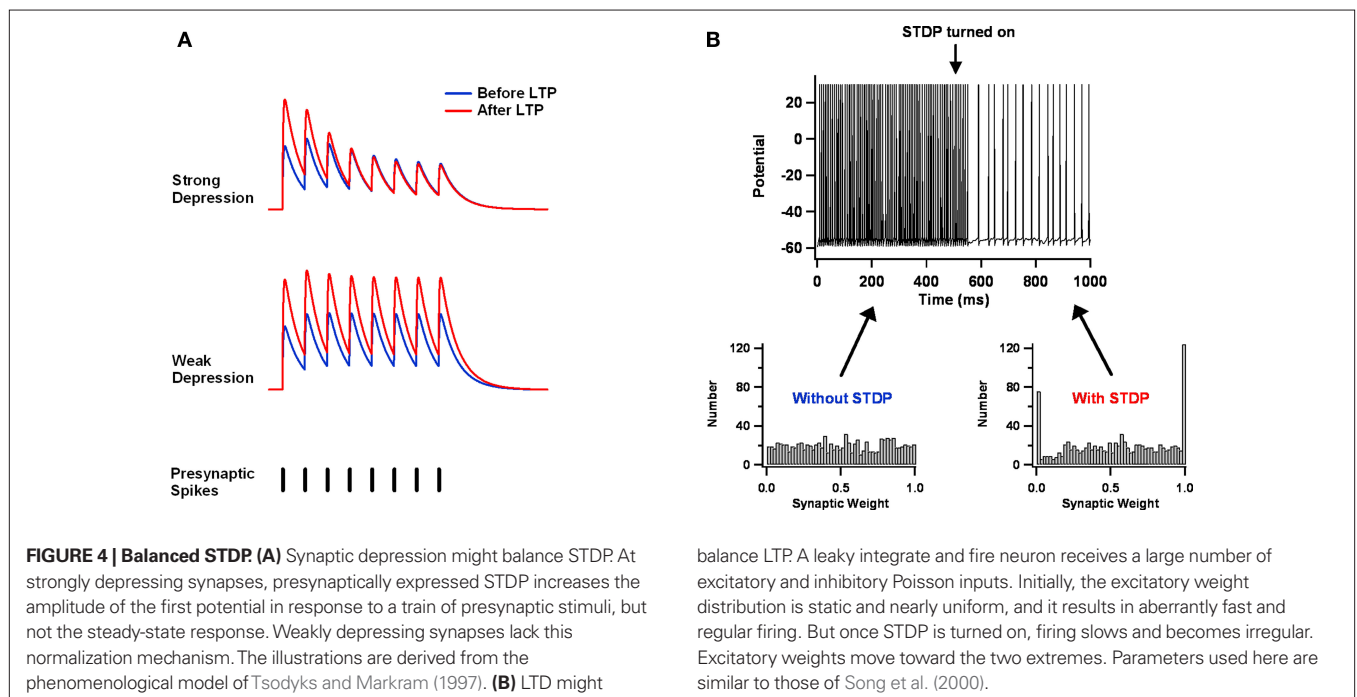 A
Before LTP
After LTP
Strong
Depression
Weak
Depression
Presynaptic
Spikes
B
STDP turned on
Potential
20
0
-20
-40
-60
0 200 400 600 800 1000
Time (ms)
Without STDP
Number
120
80
40
0
0.0 0.5 1.0
Synaptic Weight
With STDP
Number
120
80
40
0
0.0 0.5 1.0
Synaptic Weight
FIGURE 4 | Balanced STDP. (A) Synaptic depression might balance STDP. At
strongly depressing synapses, presynaptically expressed STDP increases the
amplitude of the first potential in response to a train of presynaptic stimuli, but
not the steady-state response. Weakly depressing synapses lack this
normalization mechanism. The illustrations are derived from the
phenomenological model of Tsodyks and Markram (1997). (B) LTD might
balance LTP. A leaky integrate and fire neuron receives a large number of
excitatory and inhibitory Poisson inputs. Initially, the excitatory weight
distribution is static and nearly uniform, and it results in aberrantly fast and
regular firing. But once STDP is turned on, firing slows and becomes irregular.
Excitatory weights move toward the two extremes. Parameters used here are
similar to those of Song et al. (2000).